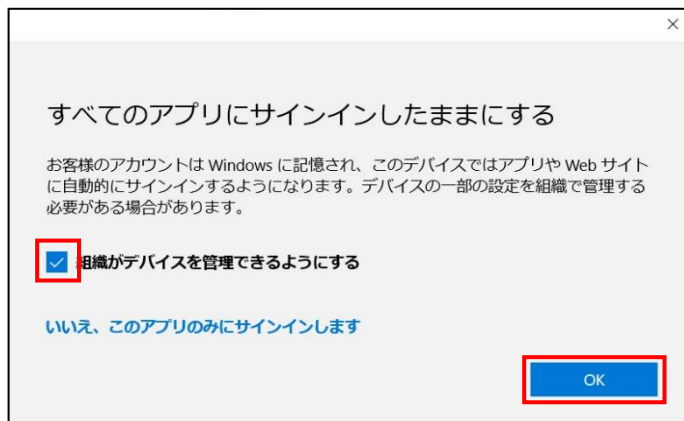 すべてのアプリにサインインしたままにする
お客様のアカウントは Windows に記憶され、このデバイスではアプリや Web サイト
に自動的にサインインするようになります。デバイスの一部の設定を組織で管理する
必要がある場合があります。
組織がデバイスを管理できるようにする
いいえ、このアプリのみにサインインします
OK